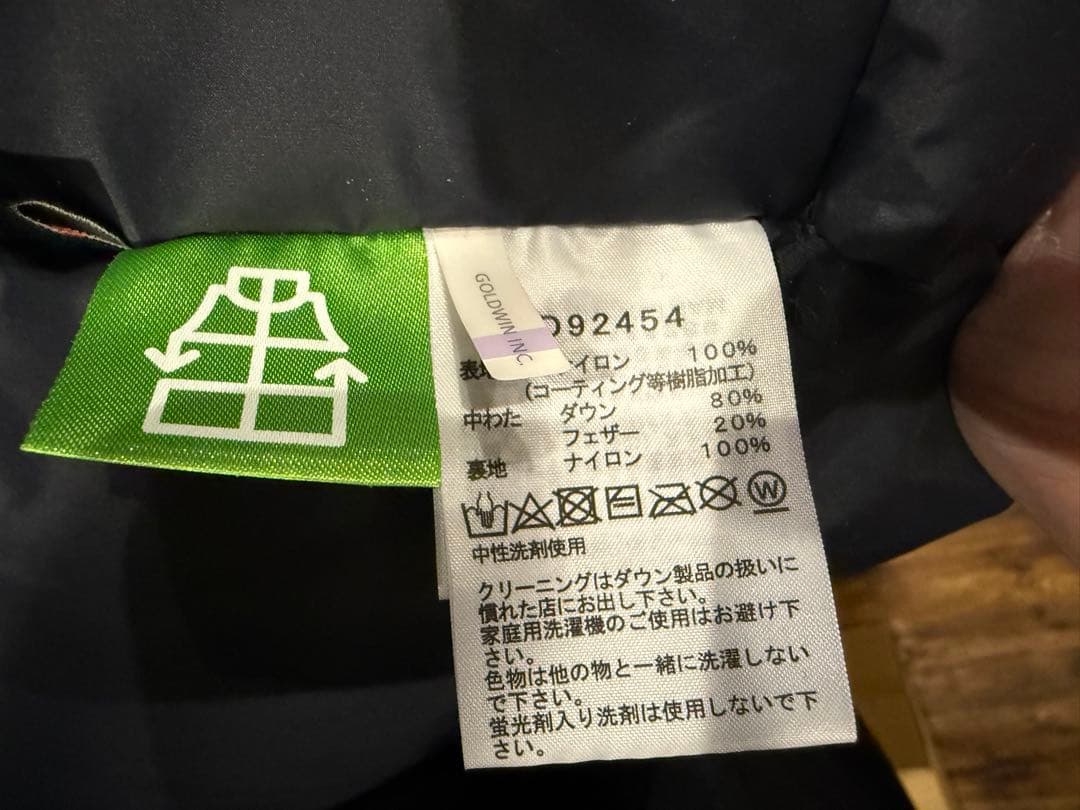 GOLDWIN INC.
D92454
表地 ナイロン 100%
(コーティング等樹脂加工)
中わた ダウン 80%
フェザー 20%
裏地 ナイロン 100%
W
中性洗剤使用
クリーニングはダウン製品の扱いに
慣れた店にお出し下さい。
家庭用洗濯機のご使用はお避け下
さい。
色物は他の物と一緒に洗濯しない
で下さい。
蛍光剤入り洗剤は使用しないで下
さい。